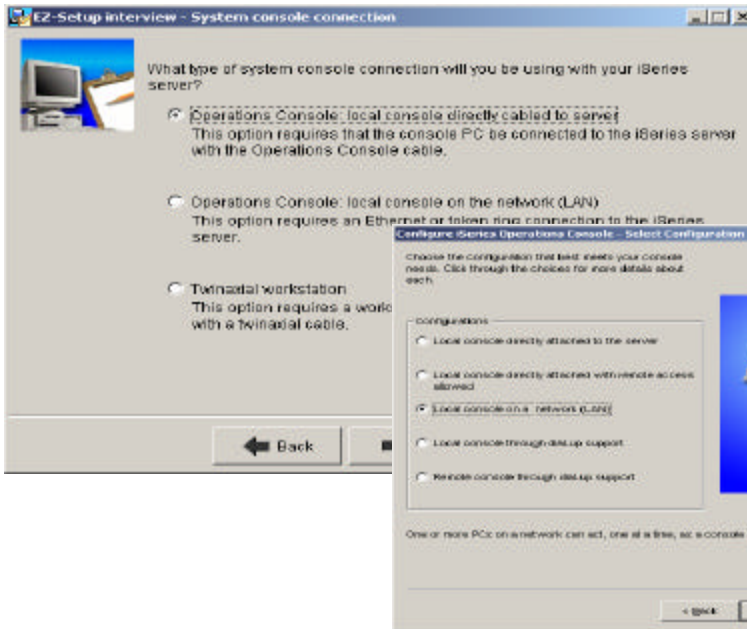 EZ-Setup interview - System console connection
What type of system console connection will you be using with your iSeries
server?
Operations Console: local console directly cabled to server
This option requires that the console PC be connected to the iSeries server
with the Operations Console cable.
Operations Console: local console on the network (LAN)
This option requires an Ethernet or token ring connection to the iSeries
server.
Twinaxial workstation
This option requires a
with a twinaxial cable.
Back
Configure iSeries Operations Console - Select Configuration
Choose the configuration that best meets your console
needs. Click through the choices for more details about
each.
Configurations
Local console directly attached to the server
Local console directly attached with remote access
allowed
Local console on a network (LAN)
Local console through dial-up support
Remote console through dial-up support
One or more PCs on a network can act, one at a time, as a console
< Back